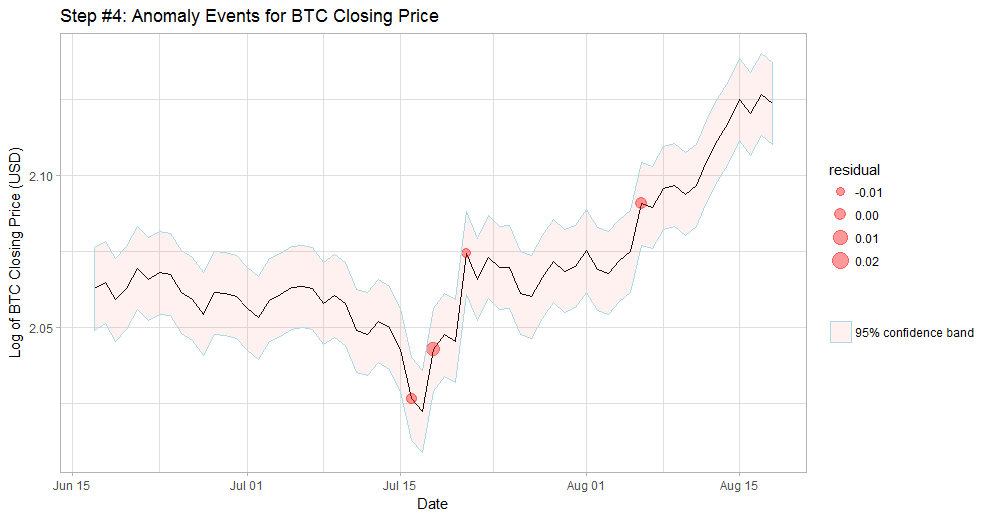 Step #4: Anomaly Events for BTC Closing Price
Log of BTC Closing Price (USD)
2.10
2.05
Jun 15
Jul 01
Jul 15
Aug 01
Aug 15
Date
residual
-0.01
0.00
0.01
0.02
95% confidence band